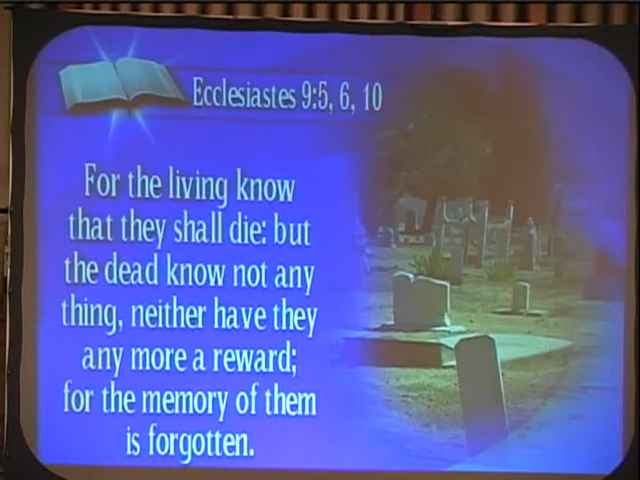 Ecclesiastes 9:5, 6, 10
For the living know
that they shall die: but
the dead know not any
thing, neither have they
any more a reward;
for the memory of them
is forgotten.